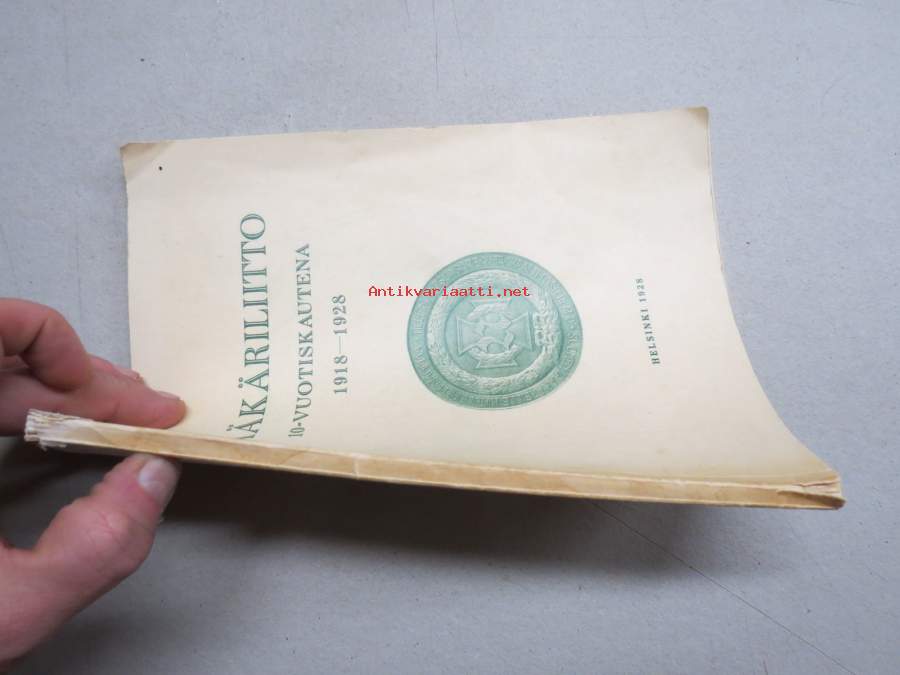 ÄKÄRILIITTO
10-VUOTISKAUTENA
1918—1928
Antikvariaatti.net
HELSINKI 1928